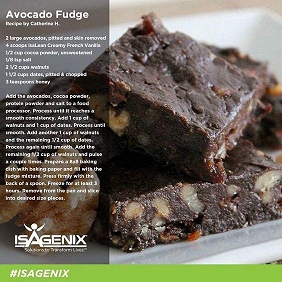 Avocado Fudge
Recipe by Catherine H.
2 large avocados, pitted and skin removed
4 scoops IsaLean Creamy French Vanilla
1/2 cup cocoa powder, unsweetened
1/8 tsp salt
2 1/2 cups walnuts
1 1/2 cups dates, pitted & chopped
3 teaspoons honey
Add the avocados, cocoa powder,
protein powder and salt to a food
processor. Process until it reaches a
smooth consistency. Add 1 cup of
walnuts and 1 cup of dates. Process until
smooth. Add another 1 cup of walnuts
and the remaining 1/2 cup of dates.
Process again until smooth. Add the
remaining 1/2 cup of walnuts and pulse
a couple times. Prepare a 8x8 baking
dish with baking paper and fill with the
fudge mixture. Press firmly with the
back of a spoon. Freeze for at least 3
hours. Remove from the pan and slice
into desired size pieces.
ISAGENIX
Solutions to Transform Lives
#ISAGENIX